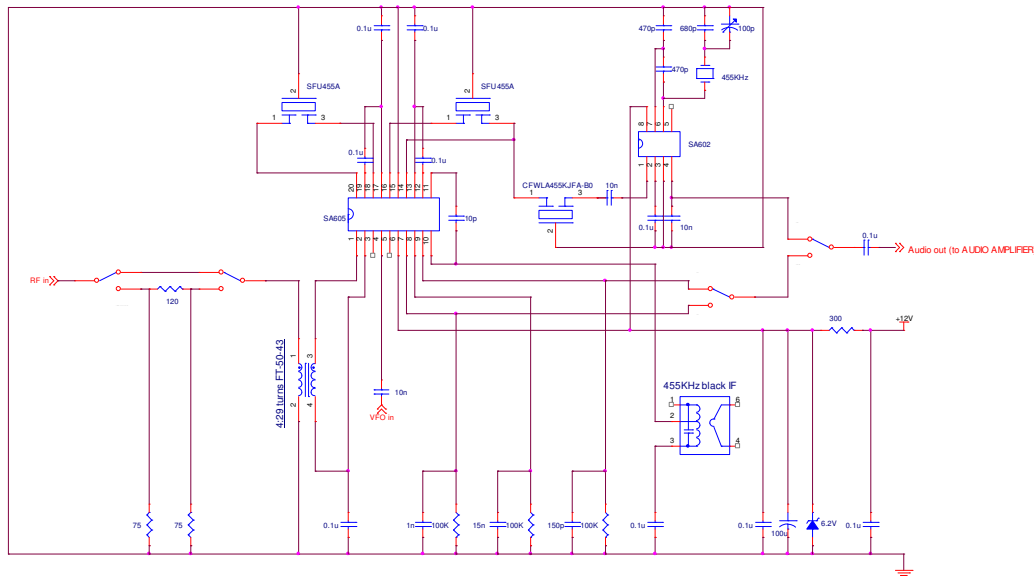 0.1u 0.1u 470p 680p 100p
470p 455KHz
SFU455A SFU455A
2 2
1 3 1 3
8 7 6 5
SA602
1 2 3 4
0.1u 0.1u
CFWLA455KJFA-B0 10n
1 3
2
20 19 18 17 16 15 14 13 12 11
SA605
1 2 3 4 5 6 7 8 9 10
10p
0.1u 10n
0.1u
Audio out (to AUDIO AMPLIFIER
RF in
120
300 +12V
4:29 turns FT-50-43
1 3
2 4
10n
VFO in
455KHz black IF
1 6
2
3 4
75 75 0.1u 1n 100K 15n 100K 150p 100K 0.1u 0.1u 100u 6.2V 0.1u